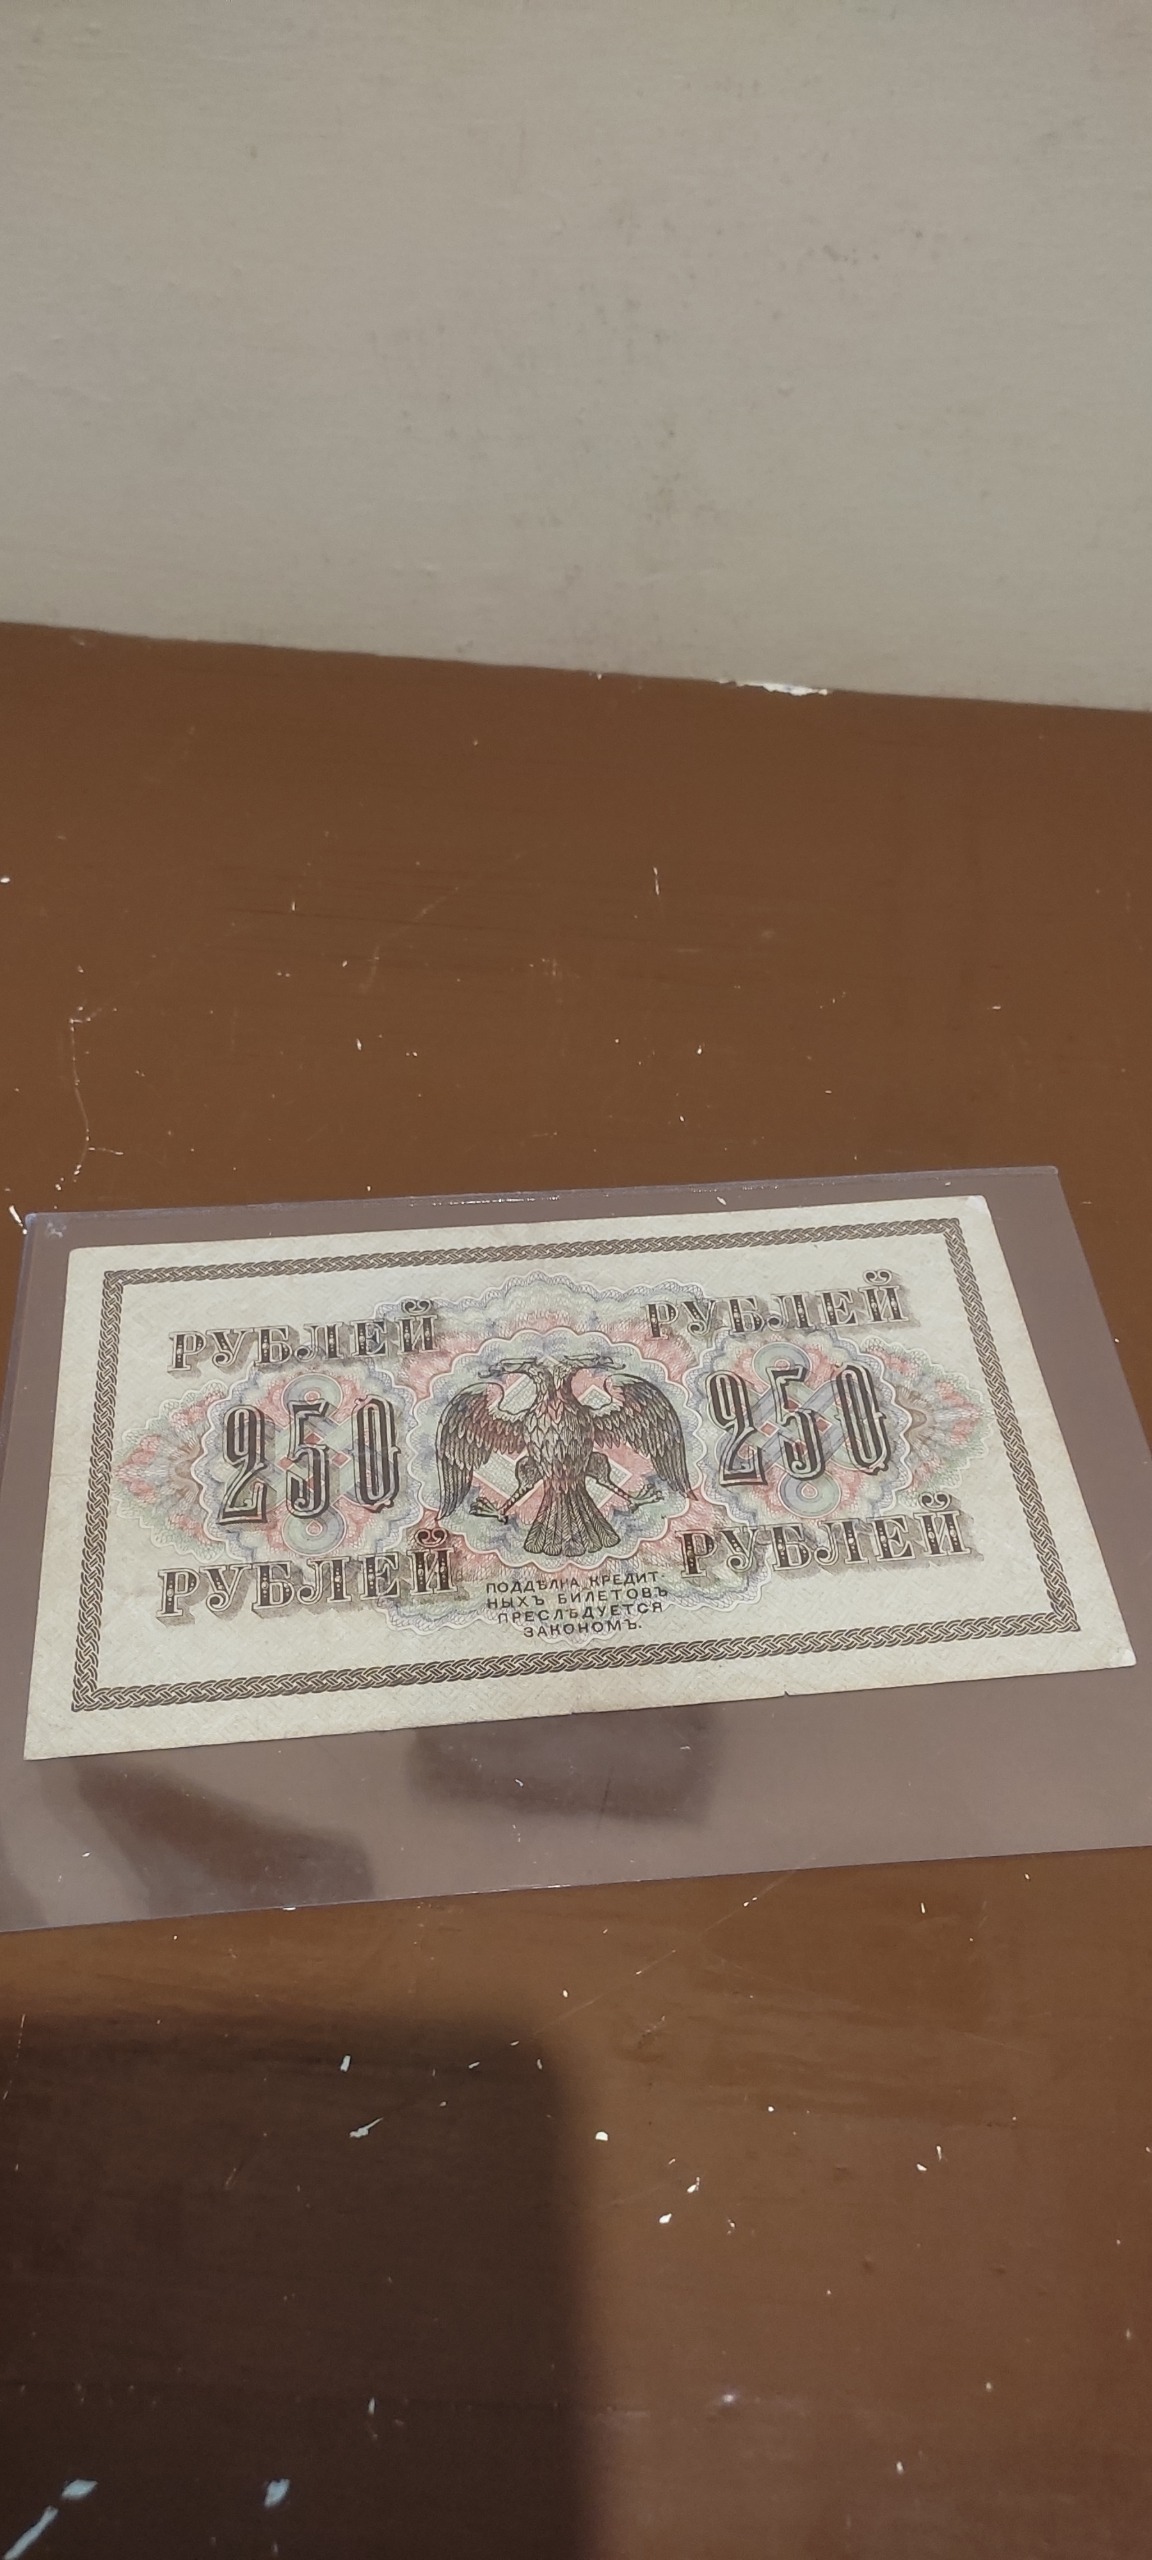 РУБЛЕЙ РУБЛЕЙ
250 250
РУБЛЕЙ РУБЛЕЙ
ПОДДѢЛКА КРЕДИТ-
НЫХЪ БИЛЕТОВЪ
ПРЕСЛѢДУЕТСЯ
ЗАКОНОМЪ.